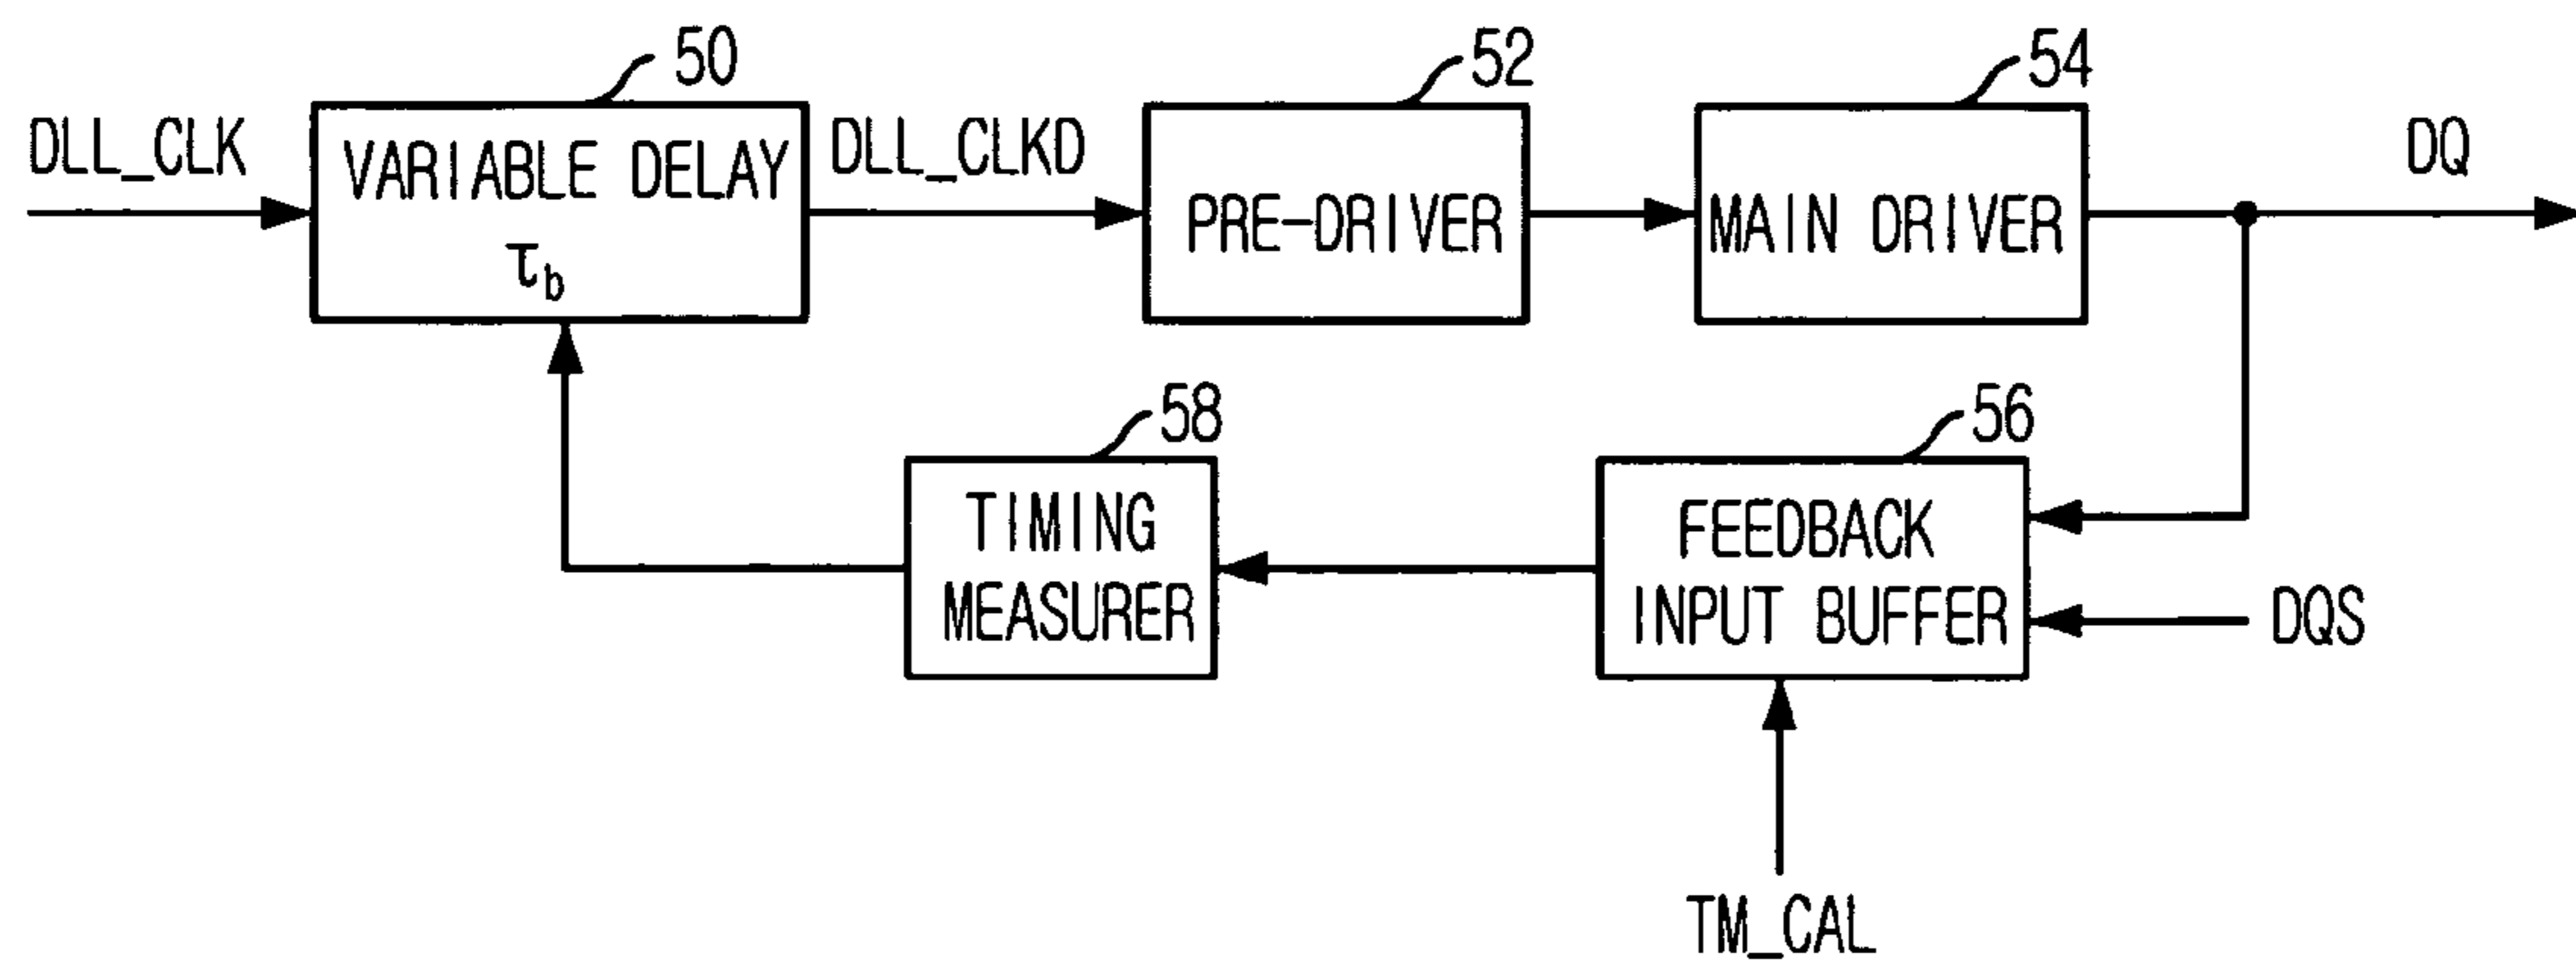 50
52
54
DLL_CLK
VARIABLE DELAY
τb
DLL_CLKD
PRE-DRIVER
MAIN DRIVER
DQ
58
56
TIMING
MEASURER
FEEDBACK
INPUT BUFFER
DQS
TM_CAL